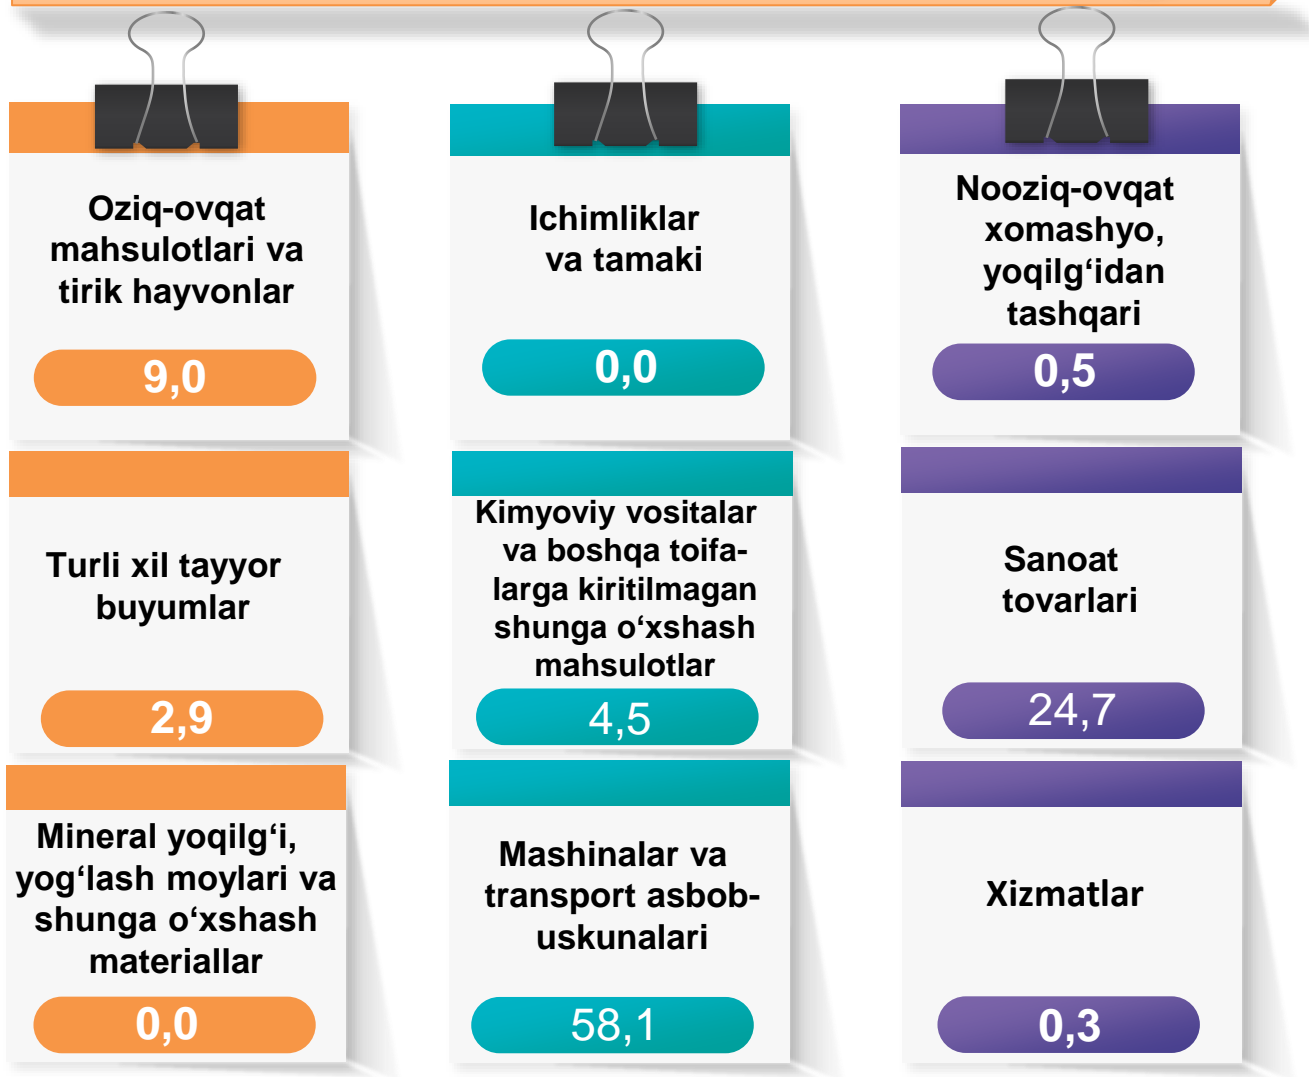 Oziq-ovqat
mahsulotlari va
tirik hayvonlar
9,0
Ichimliklar
va tamaki
0,0
Nooziq-ovqat
xomashyo,
yoqilg‘idan
tashqari
0,5
Turli xil tayyor
buyumlar
2,9
Kimyoviy vositalar
va boshqa toifa-
larga kiritilmagan
shunga o‘xshash
mahsulotlar
4,5
Sanoat
tovarlari
24,7
Mineral yoqilg‘i,
yog‘lash moylari va
shunga o‘xshash
materiallar
0,0
Mashinalar va
transport asbob-
uskunalari
58,1
Xizmatlar
0,3